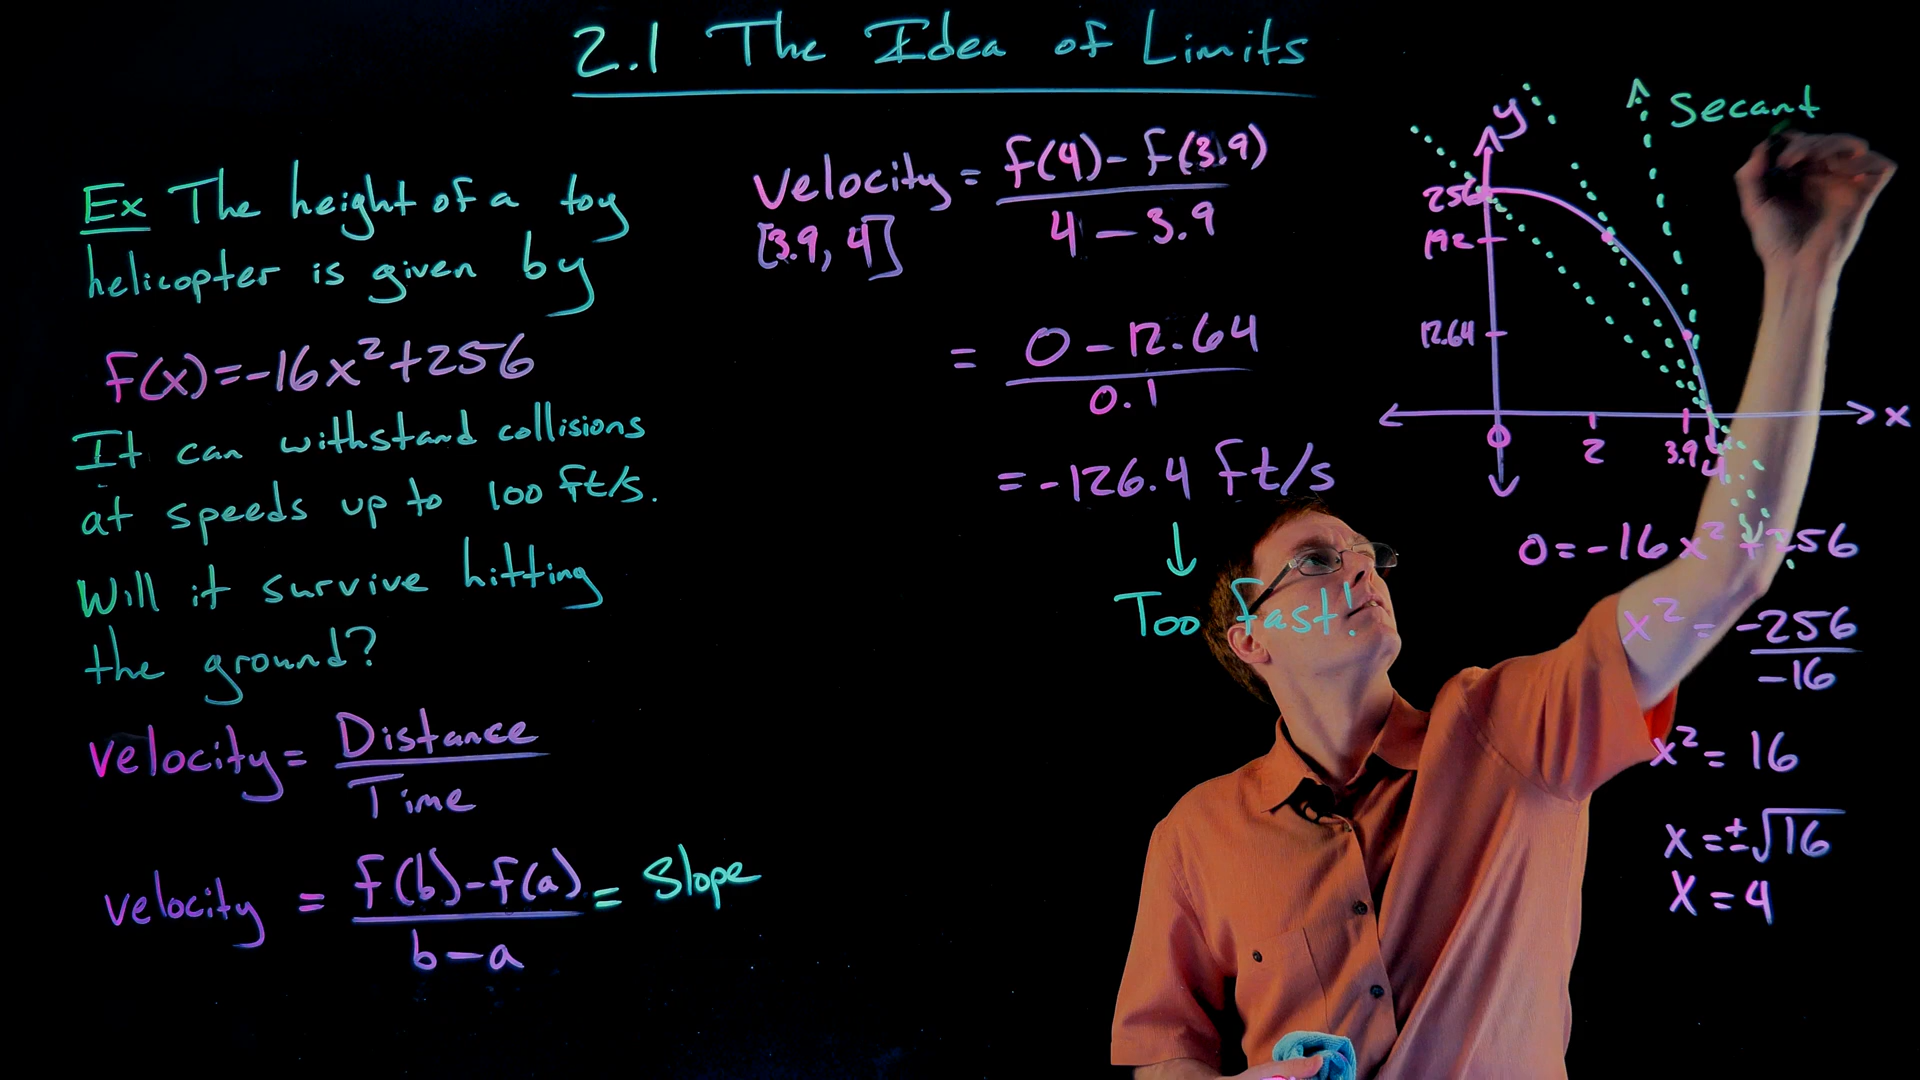 2.1 The Idea of Limits
Ex The height of a toy
helicopter is given by
f(x)=-16x²+256
It can withstand collisions
at speeds up to 100 ft/s.
Will it survive hitting
the ground?
velocity = Distance / Time
velocity = f(b)-f(a) / b-a = Slope
velocity = f(4)-f(3.9) / 4-3.9
[3.9, 4]
= 0-12.64 / 0.1
= -126.4 ft/s
↓
Too fast!
y
Secant
256
192
12.64
x
0 2 3.9 4
0=-16x²+256
x² = -256 / -16
x² = 16
x = ±√16
x = 4